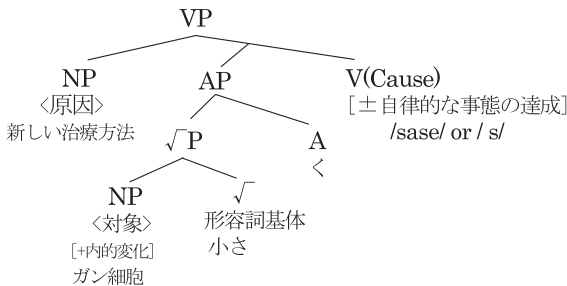 VP
NP AP V(Cause)
<原因> [±自律的な事態の達成]
新しい治療方法 /sase/ or / s/
√P A
く
NP √
<対象> 形容詞基体
[+内的変化] 小さ
ガン細胞